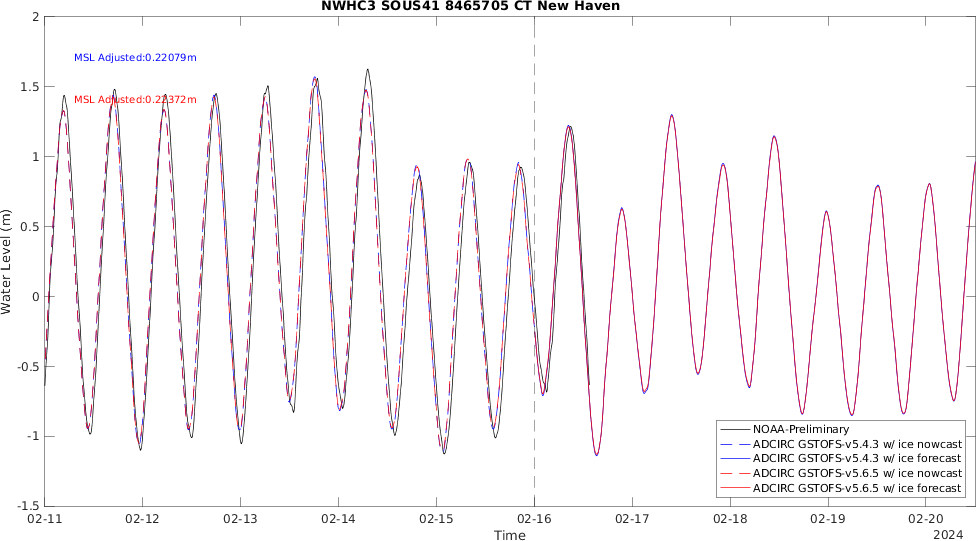 NWHC3 SOUS41 8465705 CT New Haven
2
MSL Adjusted:0.22079m
1.5
MSL Adjusted:0.22372m
1
0.5
Water Level (m)
0
-0.5
-1
NOAA-Preliminary
ADCIRC GSTOFS-v5.4.3 w/ ice nowcast
ADCIRC GSTOFS-v5.4.3 w/ ice forecast
ADCIRC GSTOFS-v5.6.5 w/ ice nowcast
ADCIRC GSTOFS-v5.6.5 w/ ice forecast
-1.5
02-11 02-12 02-13 02-14 02-15 02-16 02-17 02-18 02-19 02-20
Time
2024